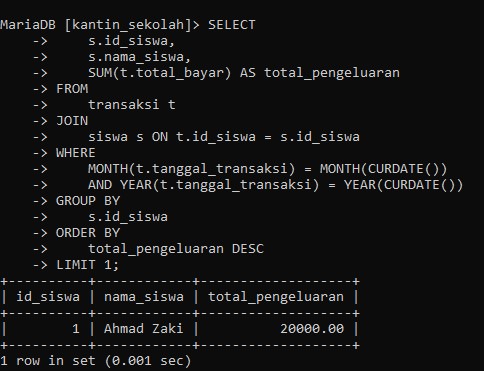 MariaDB [kantin_sekolah]> SELECT
    ->     s.id_siswa,
    ->     s.nama_siswa,
    ->     SUM(t.total_bayar) AS total_pengeluaran
    -> FROM
    ->     transaksi t
    -> JOIN
    ->     siswa s ON t.id_siswa = s.id_siswa
    -> WHERE
    ->     MONTH(t.tanggal_transaksi) = MONTH(CURDATE())
    ->     AND YEAR(t.tanggal_transaksi) = YEAR(CURDATE())
    -> GROUP BY
    ->     s.id_siswa
    -> ORDER BY
    ->     total_pengeluaran DESC
    -> LIMIT 1;
+----------+------------+-------------------+
| id_siswa | nama_siswa | total_pengeluaran |
+----------+------------+-------------------+
|        1 | Ahmad Zaki |          20000.00 |
+----------+------------+-------------------+
1 row in set (0.001 sec)